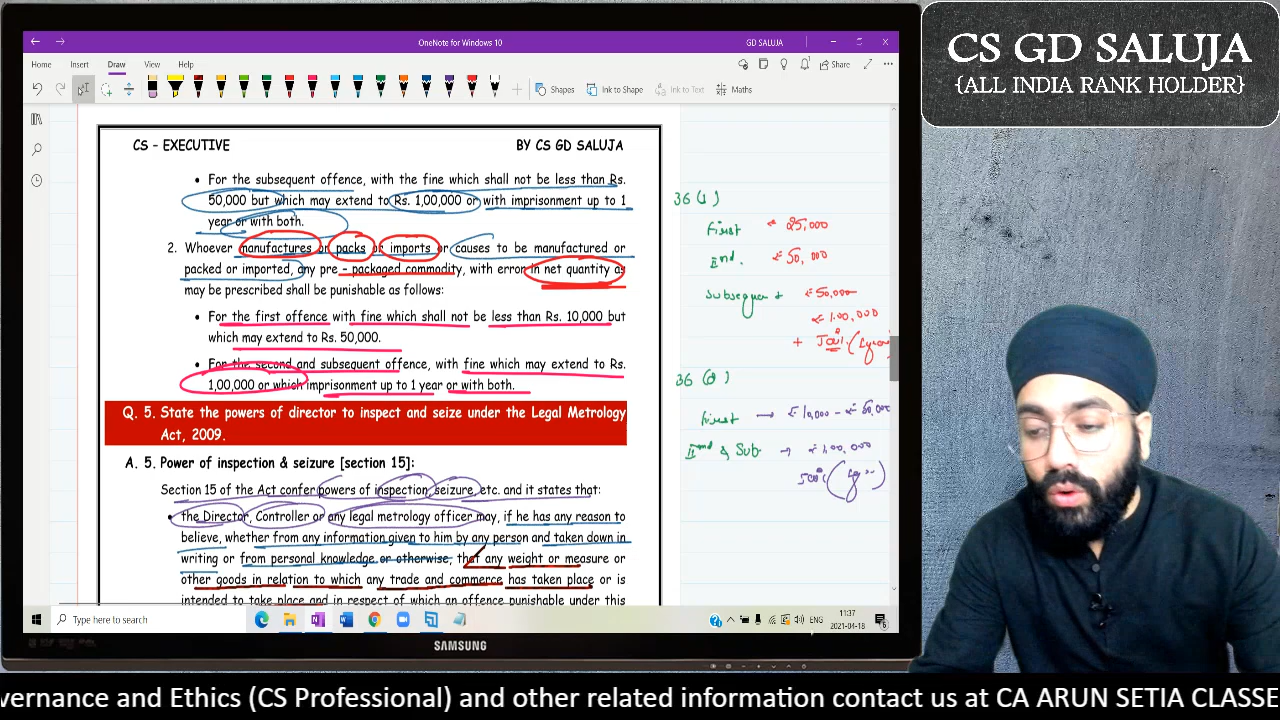 OneNote for Windows 10
GD SALUJA
Home Insert Draw View Help
Share
Shapes Ink to Shape Ink to Text Maths
CS – EXECUTIVE BY CS GD SALUJA
• For the subsequent offence, with the fine which shall not be less than Rs.
50,000 but which may extend to Rs. 1,00,000 or with imprisonment up to 1
year or with both.
2. Whoever manufactures or packs or imports or causes to be manufactured or
packed or imported, any pre – packaged commodity, with error in net quantity as
may be prescribed shall be punishable as follows:
• For the first offence with fine which shall not be less than Rs. 10,000 but
which may extend to Rs. 50,000.
• For the second and subsequent offence, with fine which may extend to Rs.
1,00,000 or which imprisonment up to 1 year or with both.
Q. 5. State the powers of director to inspect and seize under the Legal Metrology
Act, 2009.
A. 5. Power of inspection & seizure [section 15]:
Section 15 of the Act confer powers of inspection, seizure, etc. and it states that:
• the Director, Controller or any legal metrology officer may, if he has any reason to
believe, whether from any information given to him by any person and taken down in
writing or from personal knowledge or otherwise, that any weight or measure or
other goods in relation to which any trade and commerce has taken place or is
intended to take place and in respect of which an offence punishable under this
36(1)
First 25,000
IInd. 50,000
Subsequent 50,000
1,00,000
+ Jail
36
First → 10,000 - 50,000
IInd & Sub → 1,00,000
Jail
Type here to search
ENG
11:37
2021-04-18
SAMSUNG
CS GD SALUJA
{ALL INDIA RANK HOLDER}
vernance and Ethics (CS Professional) and other related information contact us at CA ARUN SETIA CLASSE